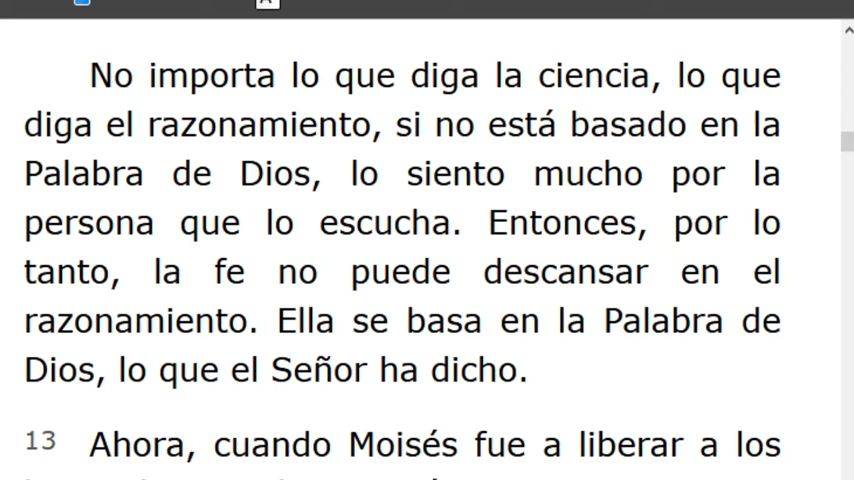 No importa lo que diga la ciencia, lo que
diga el razonamiento, si no está basado en la
Palabra de Dios, lo siento mucho por la
persona que lo escucha. Entonces, por lo
tanto, la fe no puede descansar en el
razonamiento. Ella se basa en la Palabra de
Dios, lo que el Señor ha dicho.
13 Ahora, cuando Moisés fue a liberar a los